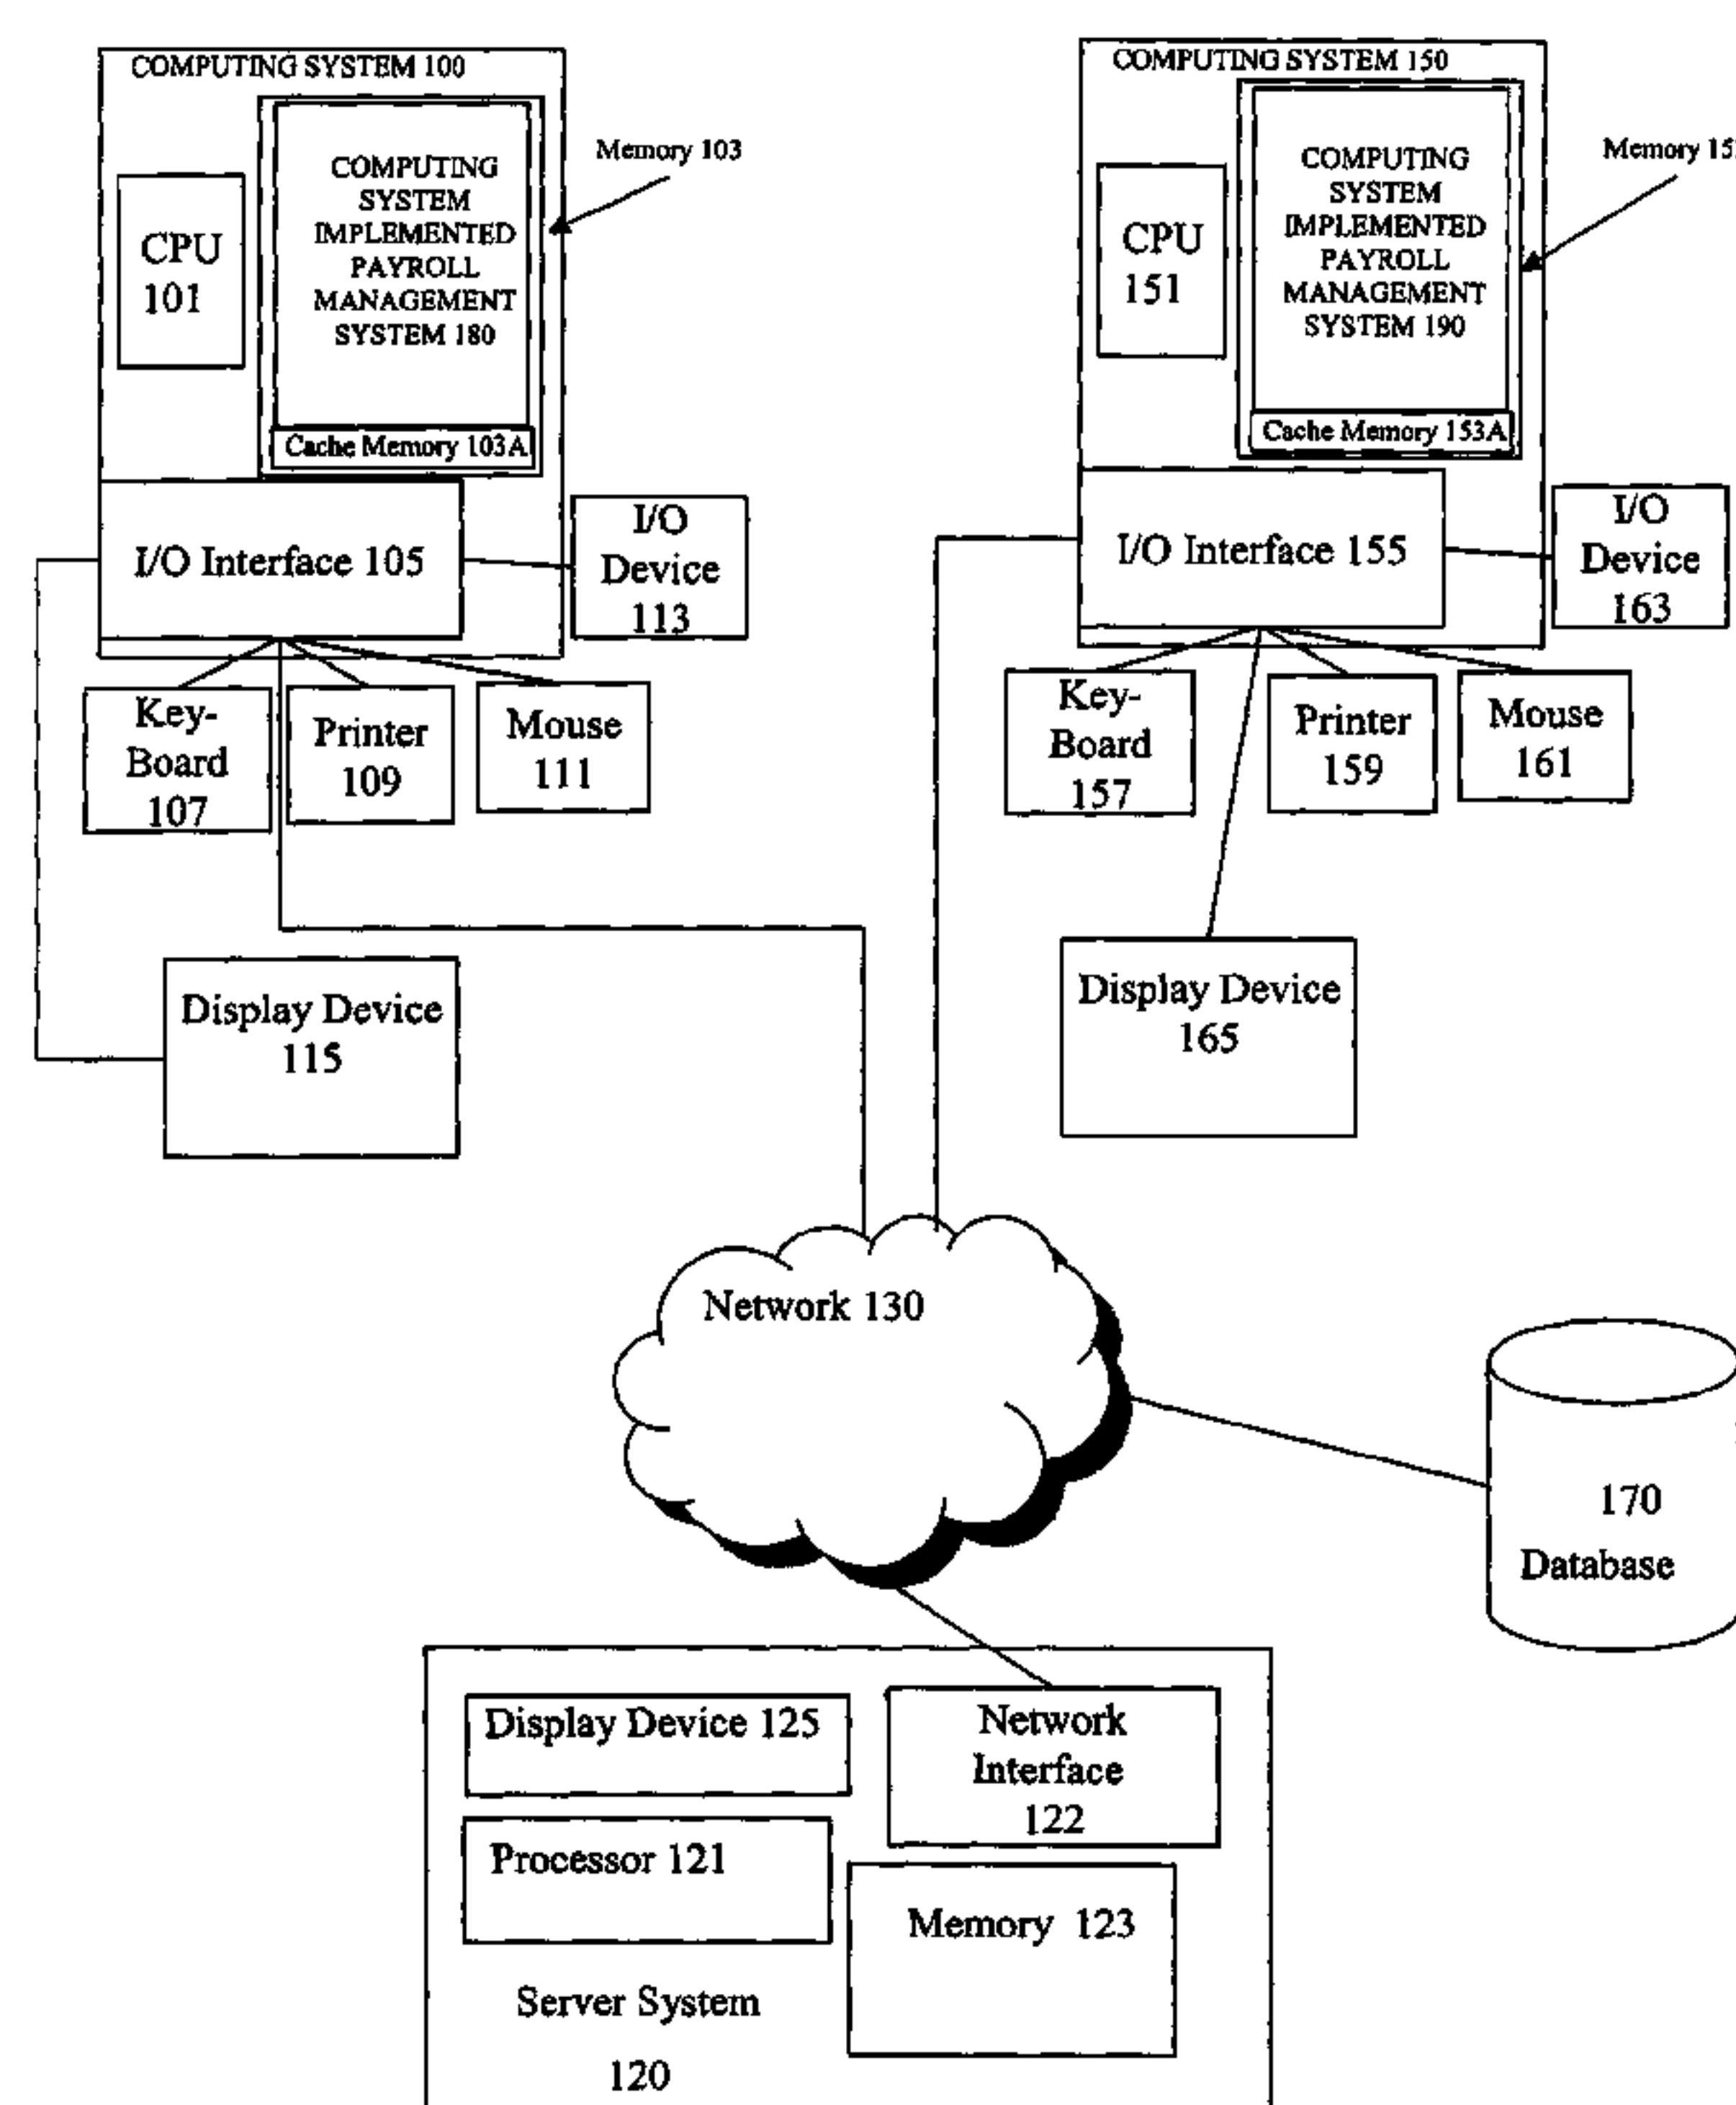 COMPUTING SYSTEM 100
COMPUTING
SYSTEM
IMPLEMENTED
PAYROLL
MANAGEMENT
SYSTEM 180
Memory 103
CPU
101
Cache Memory 103A
I/O Interface 105
I/O
Device
113
Key-
Board
107
Printer
109
Mouse
111
Display Device
115
COMPUTING SYSTEM 150
COMPUTING
SYSTEM
IMPLEMENTED
PAYROLL
MANAGEMENT
SYSTEM 190
Memory 15
CPU
151
Cache Memory 153A
I/O Interface 155
I/O
Device
163
Key-
Board
157
Printer
159
Mouse
161
Display Device
165
Network 130
170
Database
Display Device 125
Network
Interface
122
Processor 121
Memory 123
Server System
120